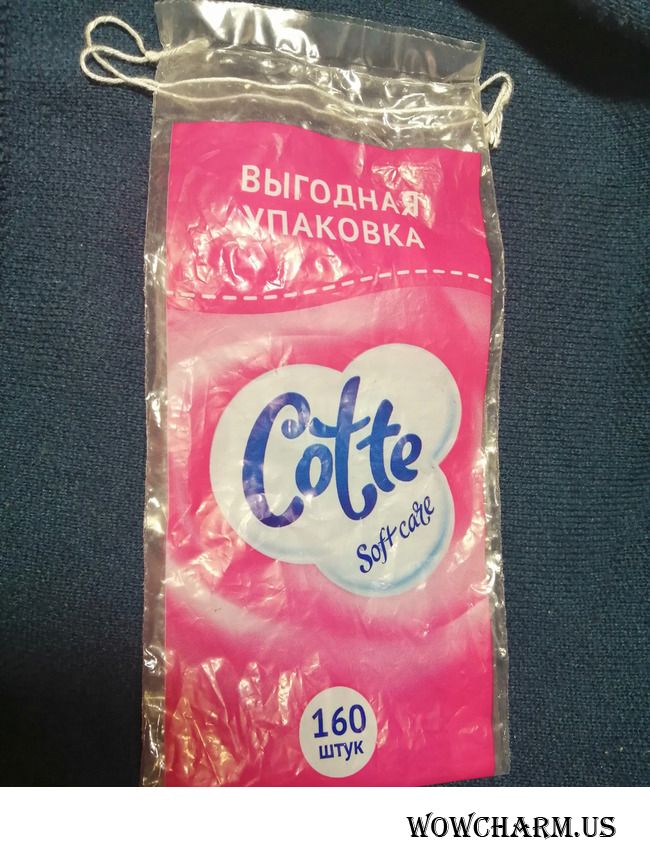 ВЫГОДНАЯ
УПАКОВКА
Cotte
Soft care
160
штук
WOWCHARM.US